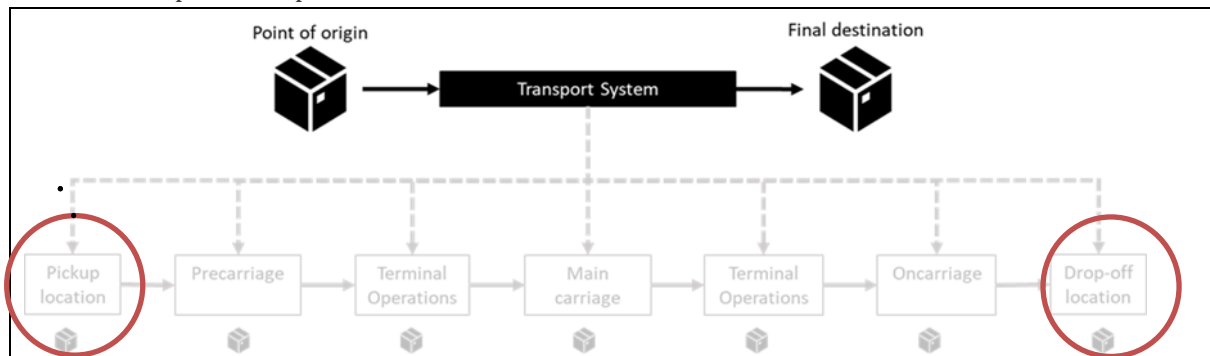 Point of origin
Final destination
Transport System
Pickup
location
Precarriage
Terminal
Operations
Main
carriage
Terminal
Operations
Oncarriage
Drop-off
location